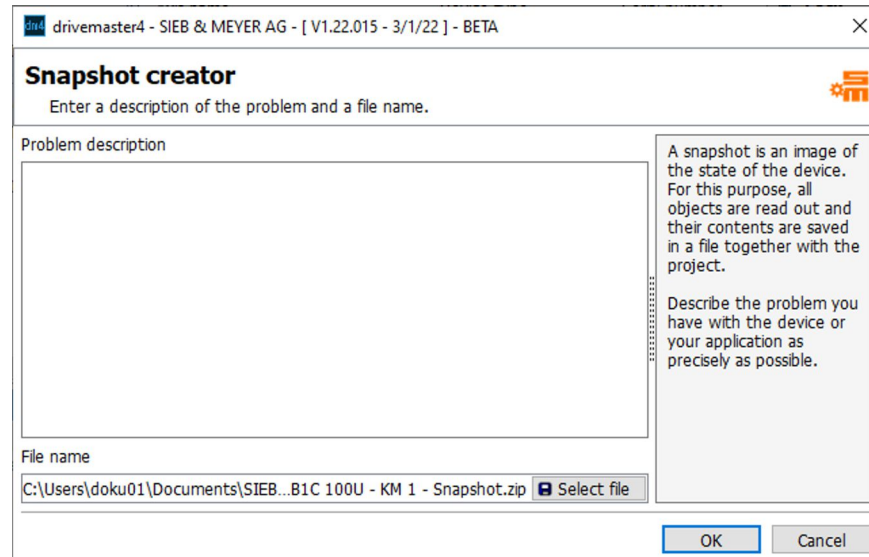 drivemaster4 - SIEB & MEYER AG - [ V1.22.015 - 3/1/22 ] - BETA
Snapshot creator
Enter a description of the problem and a file name.
Problem description
A snapshot is an image of
the state of the device.
For this purpose, all
objects are read out and
their contents are saved
in a file together with the
project.
Describe the problem you
have with the device or
your application as
precisely as possible.
File name
C:\Users\doku01\Documents\SIEB...B1C 100U - KM 1 - Snapshot.zip
Select file
OK
Cancel